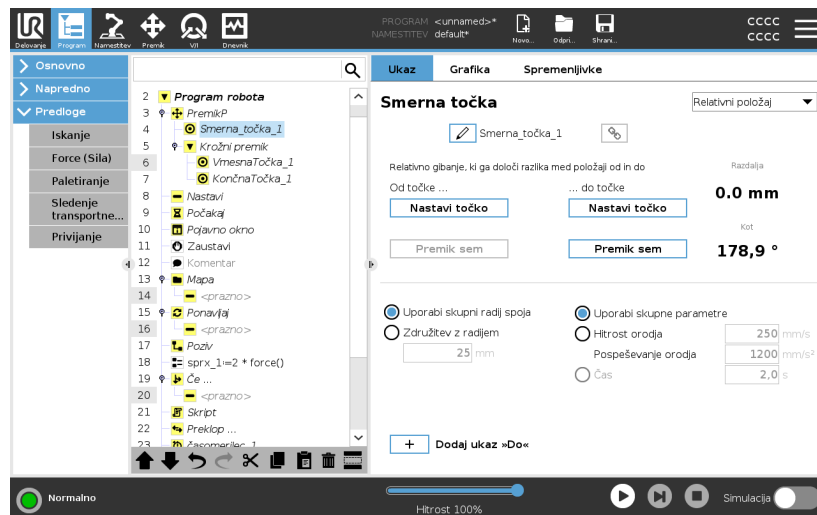 PROGRAM <unnamed>*
NAMESTITEV default*
Delovanje Program Namestitev Premik V/I Dnevnik
Novo... Odpri... Shrani...
CCCC
CCCC
Osnovno
Napredno
Predloge
Iskanje
Force (Sila)
Paletiranje
Sledenje
transportne...
Privijanje
2 Program robota
3 PremikP
4 Smerna_točka_1
5 Krožni premik
6 VmesnaTočka_1
7 KončnaTočka_1
8 Nastavi
9 Počakaj
10 Pojavno okno
11 Zaustavi
12 Komentar
13 Mapa
14 <prazno>
15 Ponavljaj
16 <prazno>
17 Poziv
18 sprx_1≔2 * force()
19 Če ...
20 <prazno>
21 Skript
22 Preklop ...
23 časomerilec_1
Ukaz Grafika Spremenljivke
Smerna točka
Relativni položaj
Smerna_točka_1
Relativno gibanje, ki ga določi razlika med položaji od in do
Razdalja
Od točke ... ... do točke
0.0 mm
Nastavi točko Nastavi točko
Kot
Premik sem Premik sem
178,9 °
Uporabi skupni radij spoja
Združitev z radijem
25 mm
Uporabi skupne parametre
Hitrost orodja 250 mm/s
Pospeševanje orodja 1200 mm/s²
Čas 2,0 s
+ Dodaj ukaz »Do«
Normalno
Hitrost 100%
Simulacija